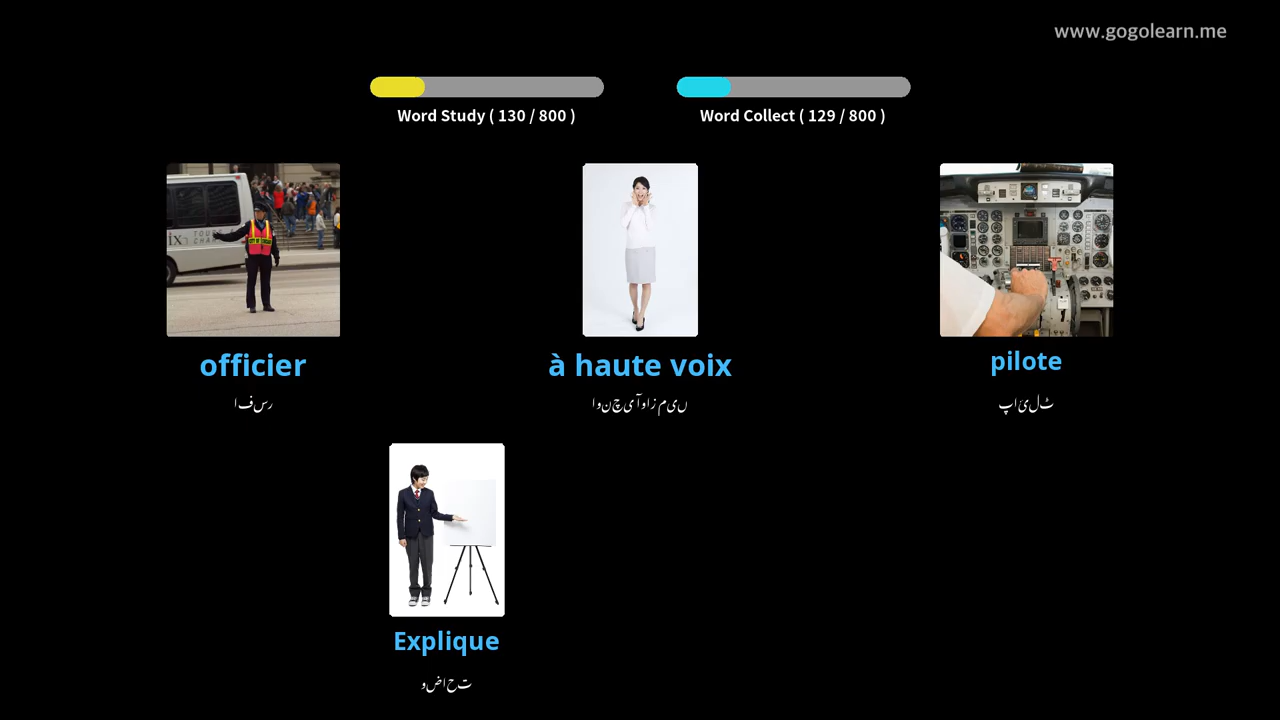 www.gogolearn.me
Word Study ( 130 / 800 )
Word Collect ( 129 / 800 )
officier
افسر
à haute voix
اونچی آواز میں
pilote
پائلٹ
Explique
وضاحت